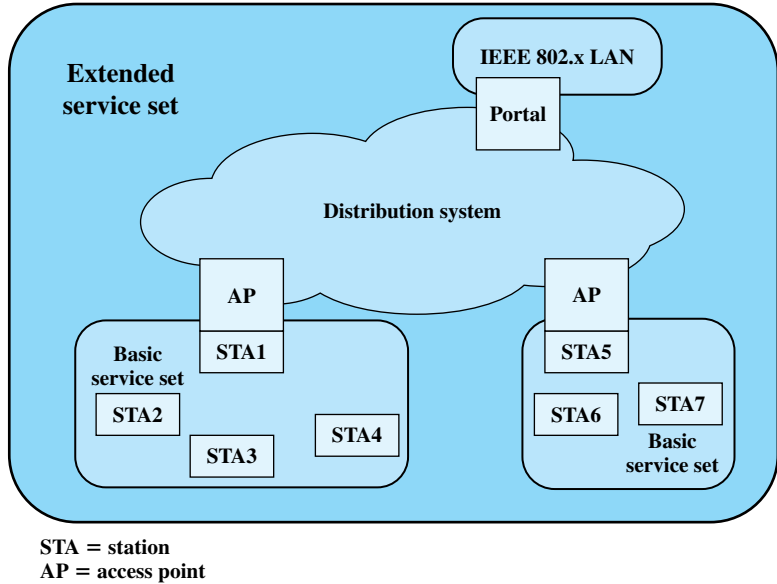 IEEE 802.x LAN
Extended
service set
Portal
Distribution system
AP
AP
STA1
STA5
Basic
service set
STA2
STA3
STA4
STA6
STA7
Basic
service set
STA = station
AP = access point